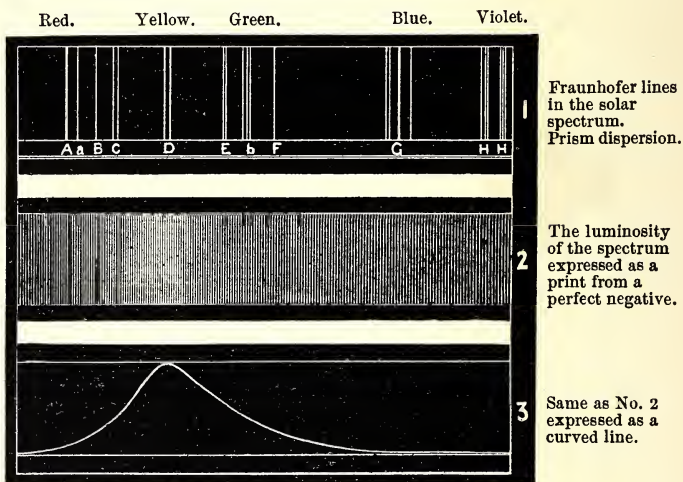 Red. Yellow. Green. Blue. Violet.
1
Fraunhofer lines
in the solar
spectrum.
Prism dispersion.
A a B C D E b F G H H
2
The luminosity
of the spectrum
expressed as a
print from a
perfect negative.
3
Same as No. 2
expressed as a
curved line.